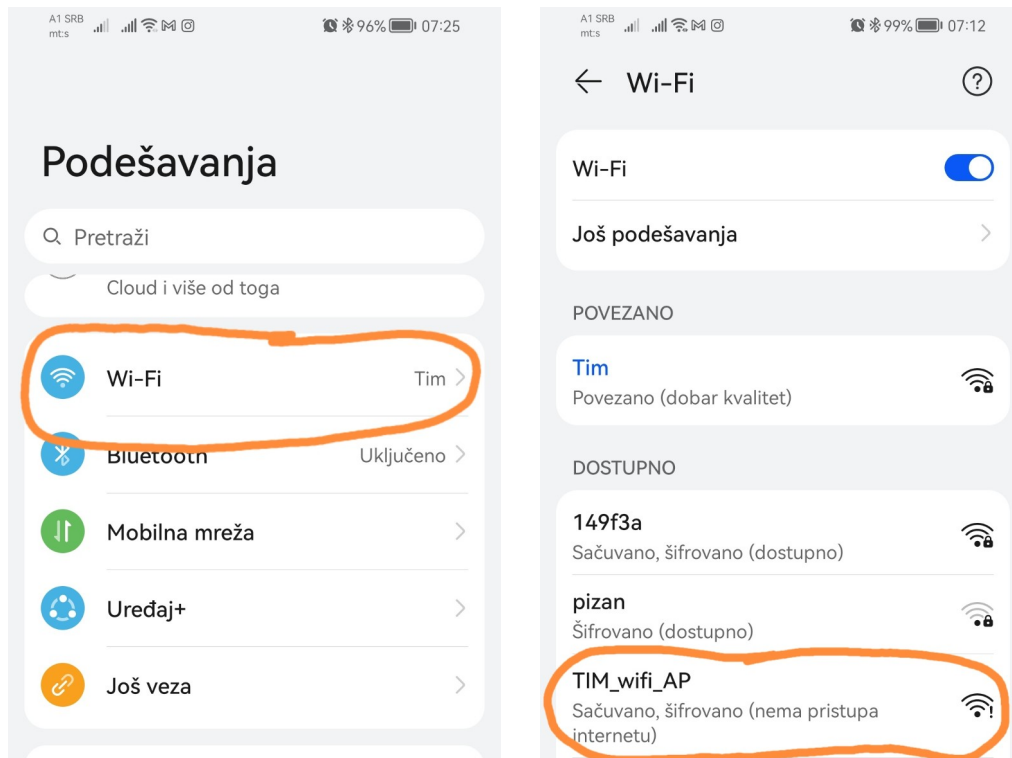 A1 SRB
mt:s
96% 07:25
Podešavanja
Pretraži
Cloud i više od toga
Wi-Fi
Tim
Bluetooth
Uključeno
Mobilna mreža
Uređaj+
Još veza
A1 SRB
mt:s
99% 07:12
Wi-Fi
Wi-Fi
Još podešavanja
POVEZANO
Tim
Povezano (dobar kvalitet)
DOSTUPNO
149f3a
Sačuvano, šifrovano (dostupno)
pizan
Šifrovano (dostupno)
TIM_wifi_AP
Sačuvano, šifrovano (nema pristupa
internetu)